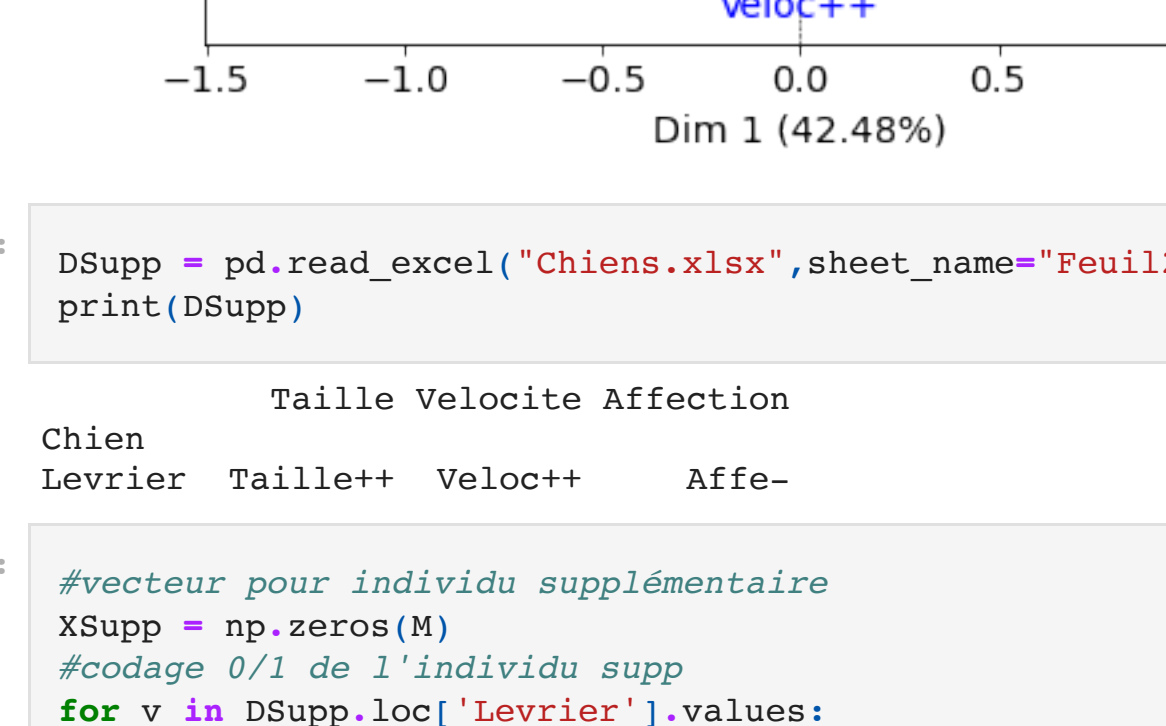 Veloc++
−1.5 −1.0 −0.5 0.0 0.5
Dim 1 (42.48%)
DSupp = pd.read_excel("Chiens.xlsx",sheet_name="Feuil2
print(DSupp)
Taille Velocite Affection
Chien
Levrier Taille++ Veloc++ Affe-
#vecteur pour individu supplémentaire
XSupp = np.zeros(M)
#codage 0/1 de l'individu supp
for v in DSupp.loc['Levrier'].values: